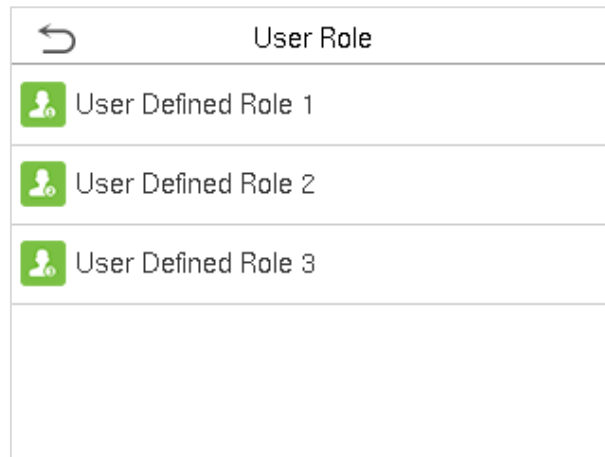 User Role
User Defined Role 1
User Defined Role 2
User Defined Role 3